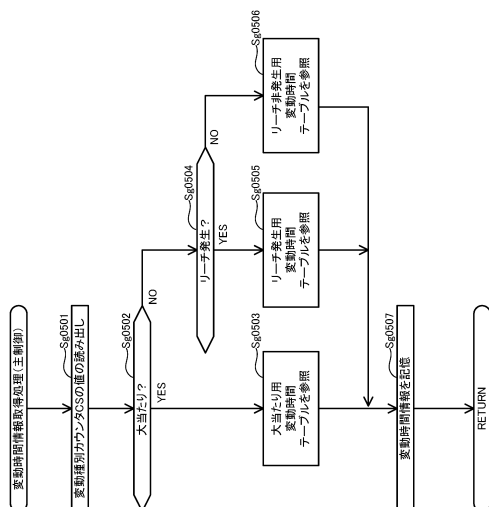 変動時間情報取得処理(主制御)
Sg0501
変動種別カウンタCSの値の読み出し
Sg0502
大当たり?
NO
YES
Sg0504
リーチ発生?
NO
YES
Sg0503
大当たり用
変動時間
テーブルを参照
Sg0505
リーチ発生用
変動時間
テーブルを参照
Sg0506
リーチ非発生用
変動時間
テーブルを参照
Sg0507
変動時間情報を記憶
RETURN